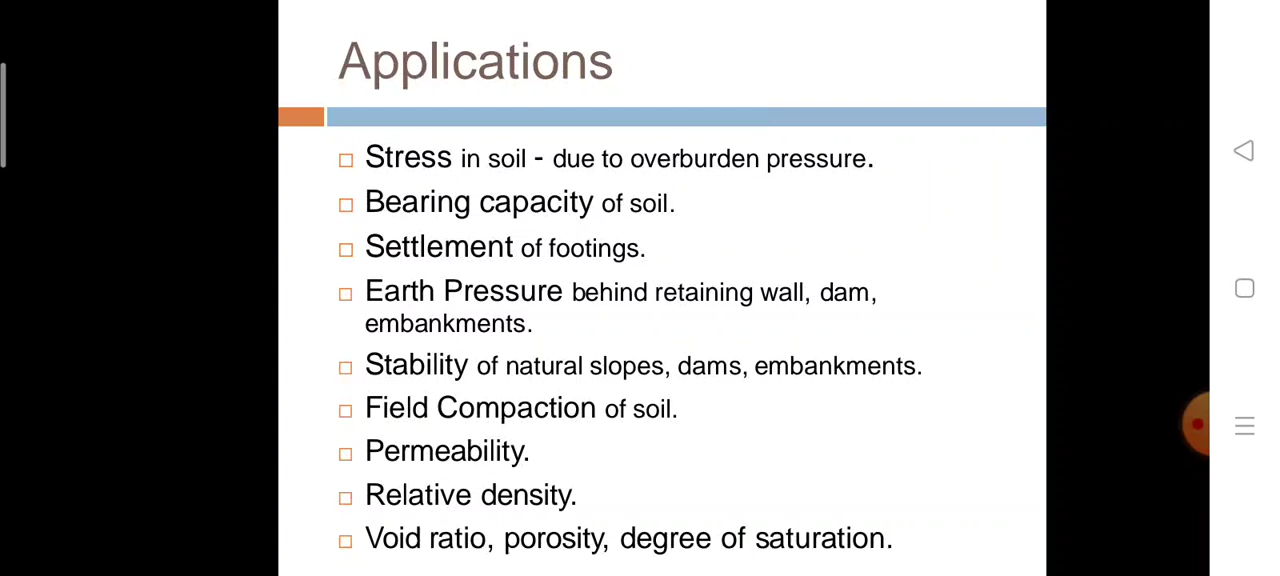 Applications
Stress in soil - due to overburden pressure.
Bearing capacity of soil.
Settlement of footings.
Earth Pressure behind retaining wall, dam,
embankments.
Stability of natural slopes, dams, embankments.
Field Compaction of soil.
Permeability.
Relative density.
Void ratio, porosity, degree of saturation.